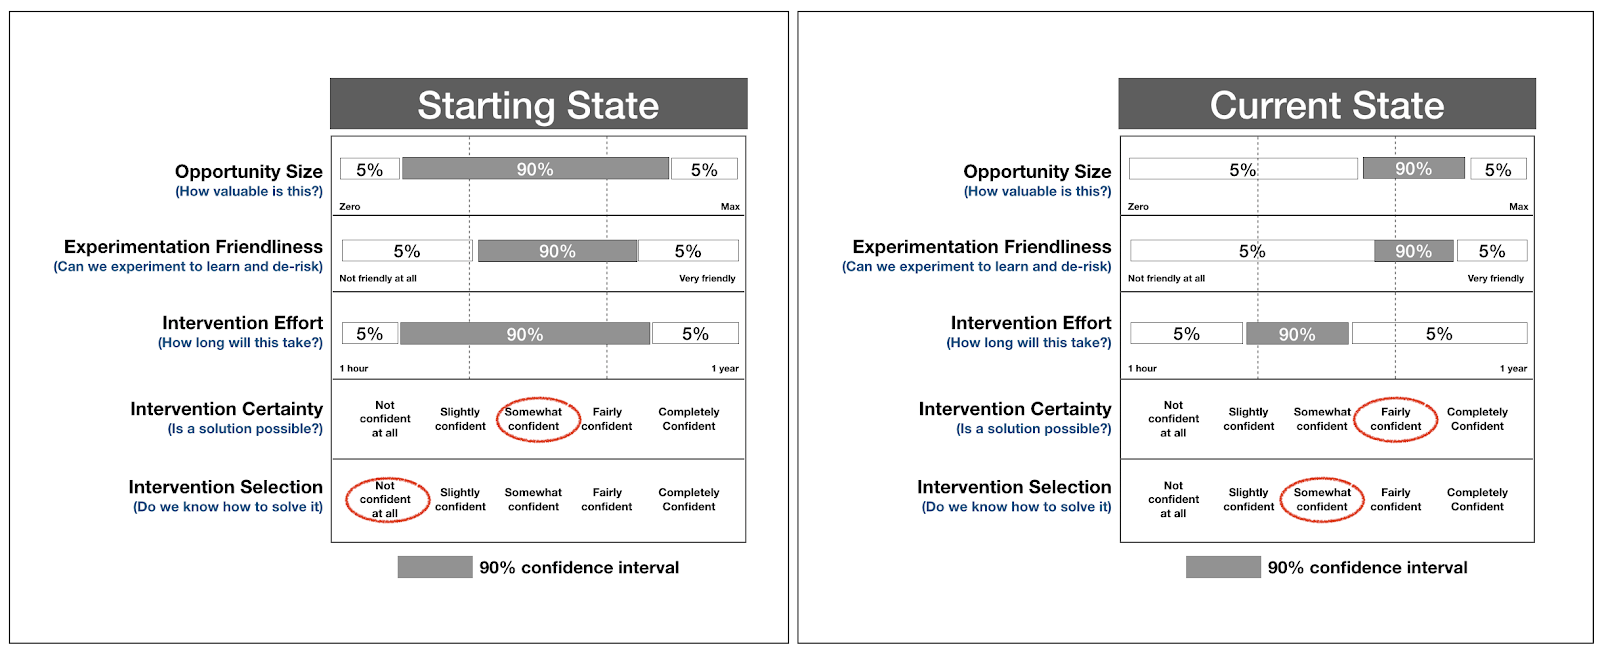 Starting State
Opportunity Size
(How valuable is this?)
5% 90% 5%
Zero Max
Experimentation Friendliness
(Can we experiment to learn and de-risk)
5% 90% 5%
Not friendly at all Very friendly
Intervention Effort
(How long will this take?)
5% 90% 5%
1 hour 1 year
Intervention Certainty
(Is a solution possible?)
Not
confident
at all
Slightly
confident
Somewhat
confident
Fairly
confident
Completely
Confident
Intervention Selection
(Do we know how to solve it)
Not
confident
at all
Slightly
confident
Somewhat
confident
Fairly
confident
Completely
Confident
90% confidence interval
Current State
Opportunity Size
(How valuable is this?)
5% 90% 5%
Zero Max
Experimentation Friendliness
(Can we experiment to learn and de-risk)
5% 90% 5%
Not friendly at all Very friendly
Intervention Effort
(How long will this take?)
5% 90% 5%
1 hour 1 year
Intervention Certainty
(Is a solution possible?)
Not
confident
at all
Slightly
confident
Somewhat
confident
Fairly
confident
Completely
Confident
Intervention Selection
(Do we know how to solve it)
Not
confident
at all
Slightly
confident
Somewhat
confident
Fairly
confident
Completely
Confident
90% confidence interval